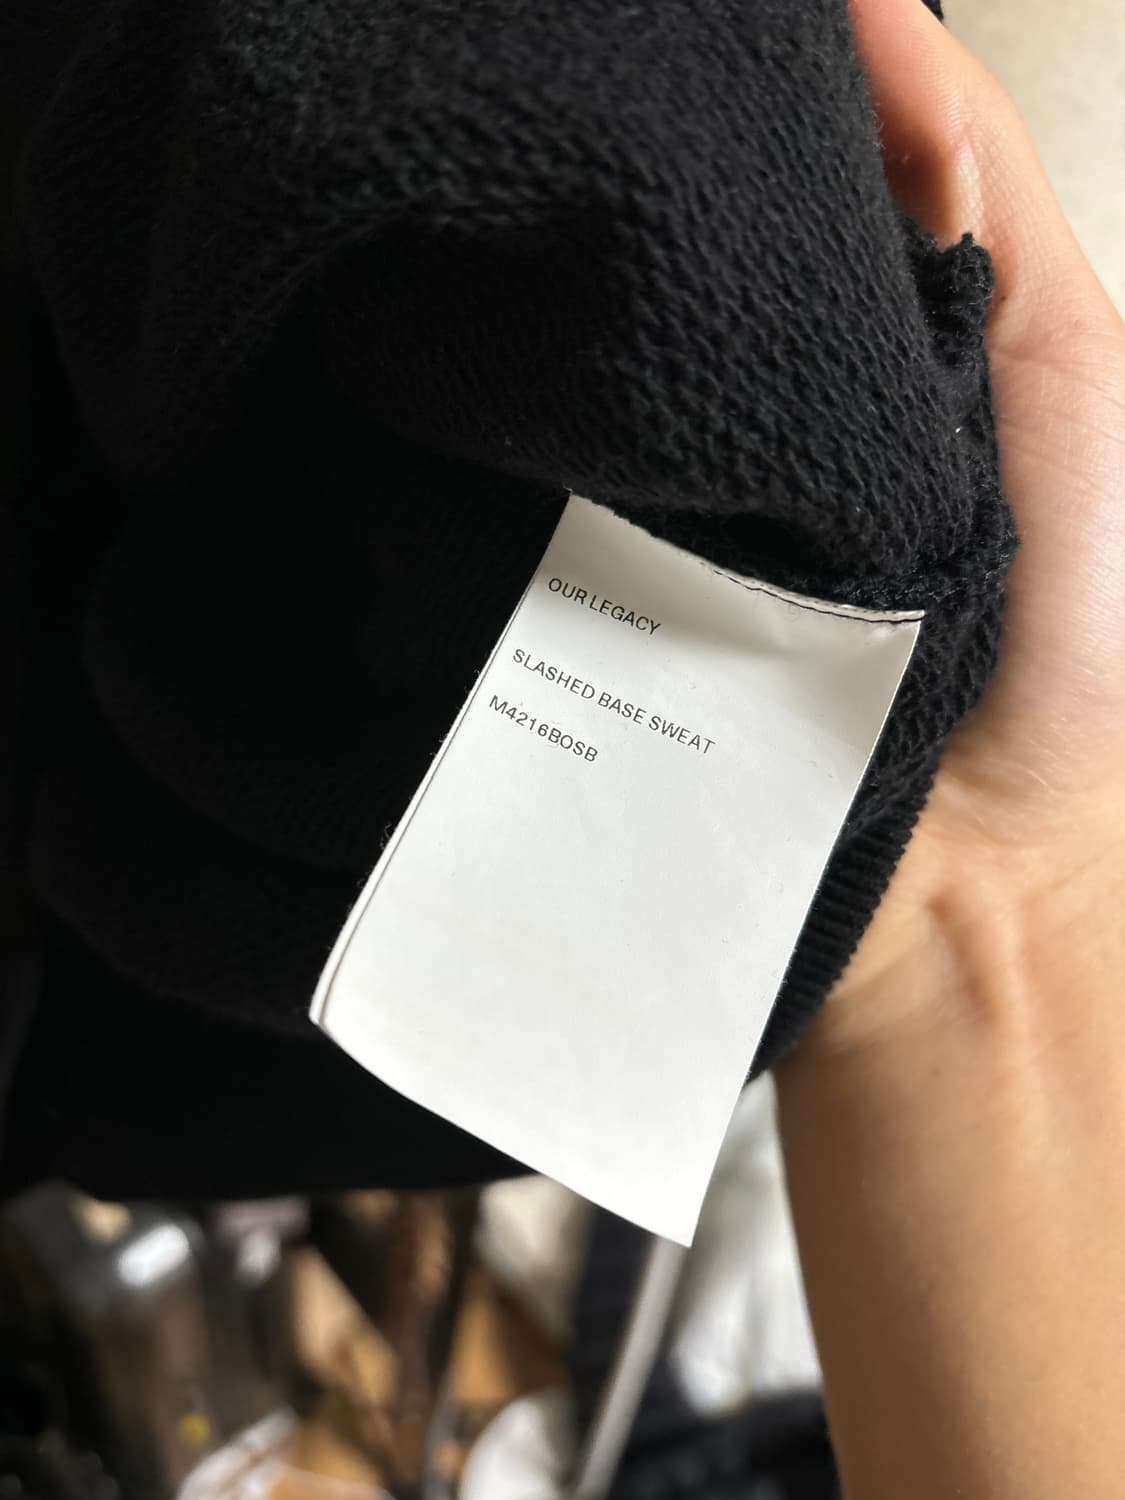 OUR LEGACY
SLASHED BASE SWEAT
M4216BOSB